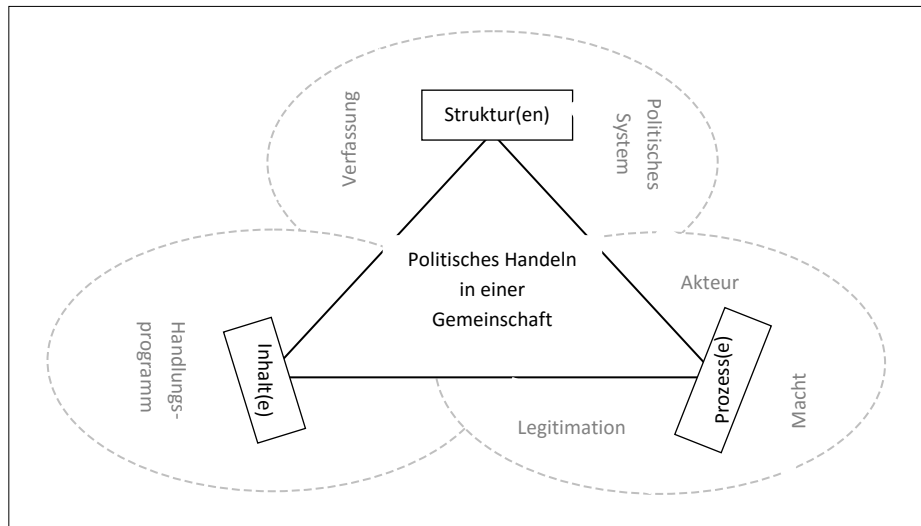 Verfassung
Struktur(en)
Politisches
System
Politisches Handeln
in einer
Gemeinschaft
Akteur
Handlungs-
programm
Inhalt(e)
Prozess(e)
Macht
Legitimation